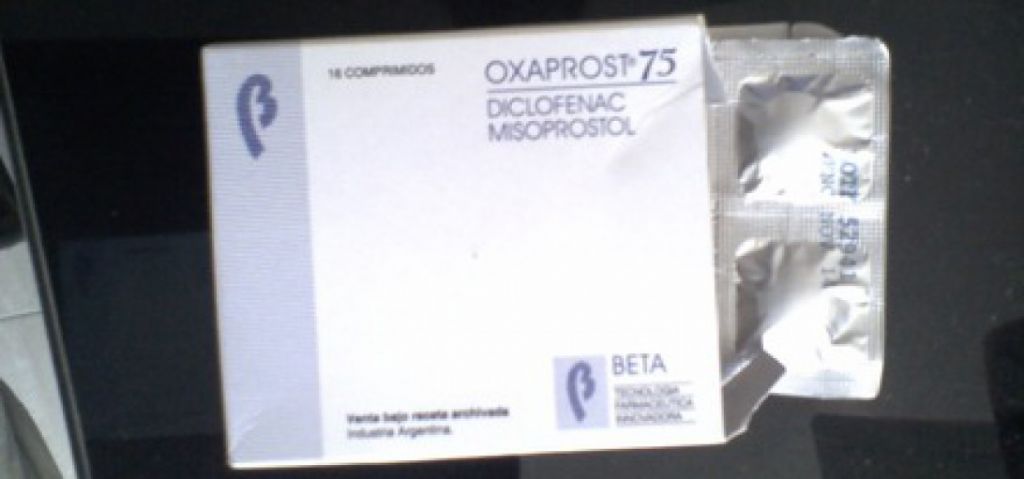 16 COMPRIMIDOS
OXAPROST® 75
DICLOFENAC
MISOPROSTOL
BETA
TECNOLOGIA
FARMACEUTICA
INNOVADORA
Venta bajo receta archivada
Industria Argentina.